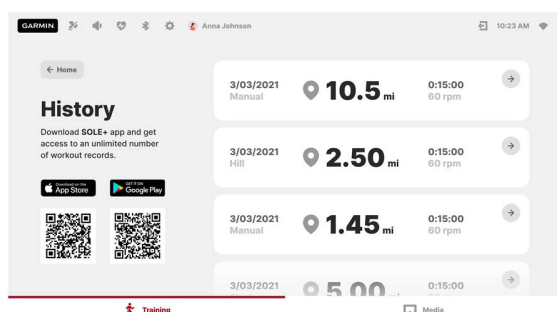 GARMIN
Anna Johnson
10:23 AM
← Home
History
Download SOLE+ app and get
access to an unlimited number
of workout records.
Download on the
App Store
GET IT ON
Google Play
3/03/2021
Manual
10.5 mi
0:15:00
60 rpm
3/03/2021
Hill
2.50 mi
0:15:00
60 rpm
3/03/2021
Manual
1.45 mi
0:15:00
60 rpm
3/03/2021
5.00 mi
0:15:00
Training
Media